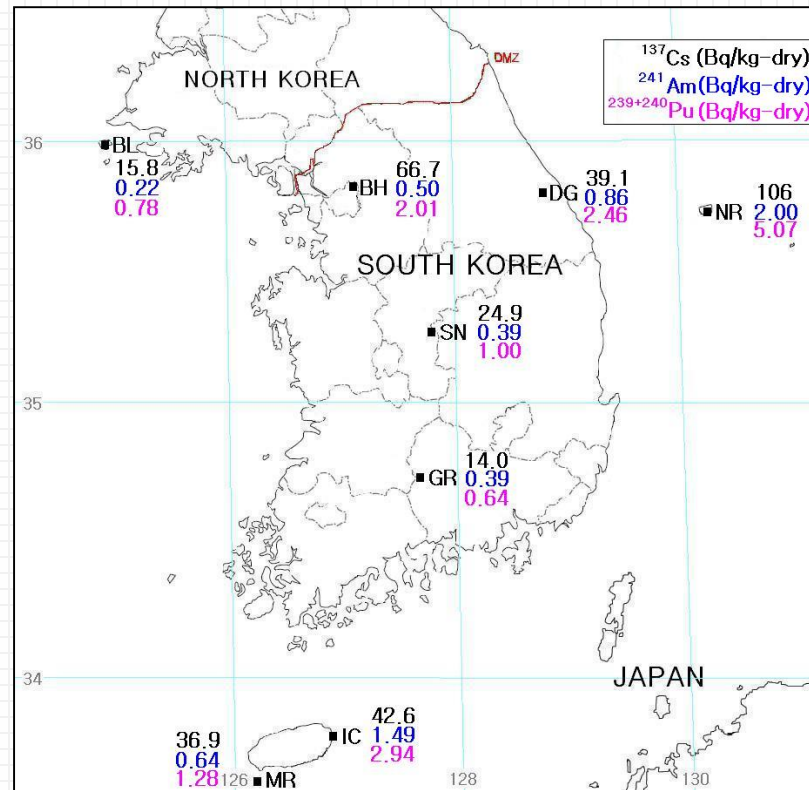 ¹³⁷Cs (Bq/kg-dry)
²⁴¹Am(Bq/kg-dry)
²³⁹⁺²⁴⁰Pu (Bq/kg-dry)
DMZ
NORTH KOREA
36
BL
15.8
0.22
0.78
BH
66.7
0.50
2.01
DG
39.1
0.86
2.46
NR
106
2.00
5.07
SOUTH KOREA
SN
24.9
0.39
1.00
35
GR
14.0
0.39
0.64
34
JAPAN
IC
42.6
1.49
2.94
MR
36.9
0.64
1.28
126
128
130